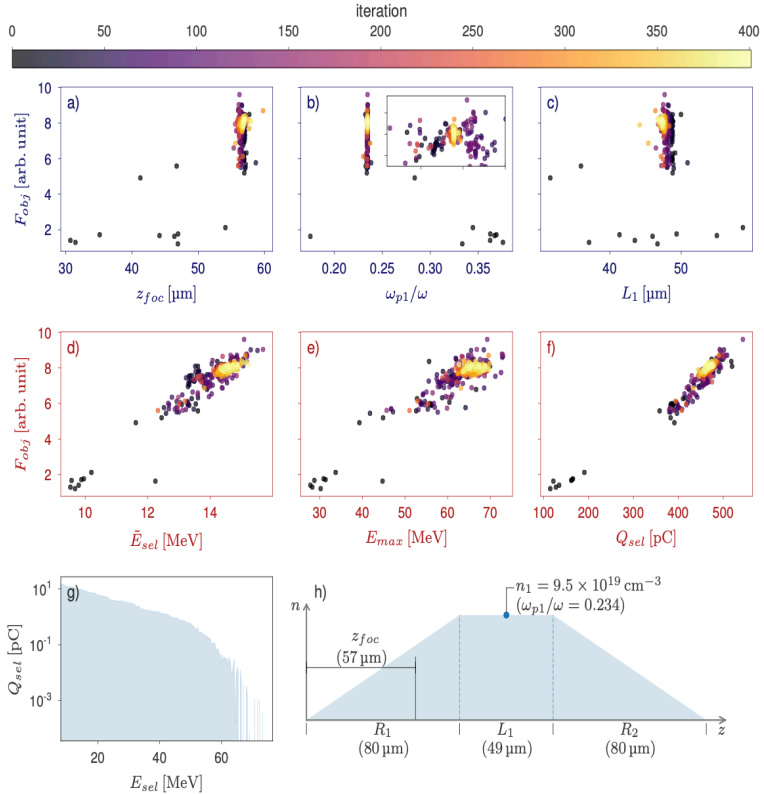 iteration
0 50 100 150 200 250 300 350 400
a) b) c)
F_obj [arb. unit]
10
8
6
4
2
30 40 50 60
z_foc [µm]
0.20 0.25 0.30 0.35
ω_p1/ω
40 50
L_1 [µm]
d) e) f)
F_obj [arb. unit]
10
8
6
4
2
10 12 14
Ẽ_sel [MeV]
30 40 50 60 70
E_max [MeV]
100 200 300 400 500
Q_sel [pC]
g)
Q_sel [pC]
10^1
10^-1
10^-3
20 40 60
E_sel [MeV]
h)
n
n_1 = 9.5 × 10^19 cm^-3
(ω_p1/ω = 0.234)
z_foc
(57 µm)
R_1 L_1 R_2 z
(80 µm) (49 µm) (80 µm)